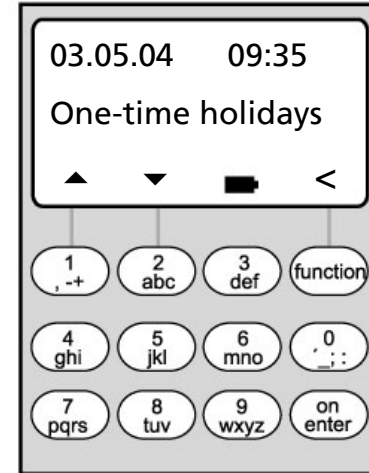 03.05.04 09:35
One-time holidays
<
1 2 3 function
, -+ abc def
4 5 6 0
ghi jkl mno ´_; :
7 8 9 on
pqrs tuv wxyz enter